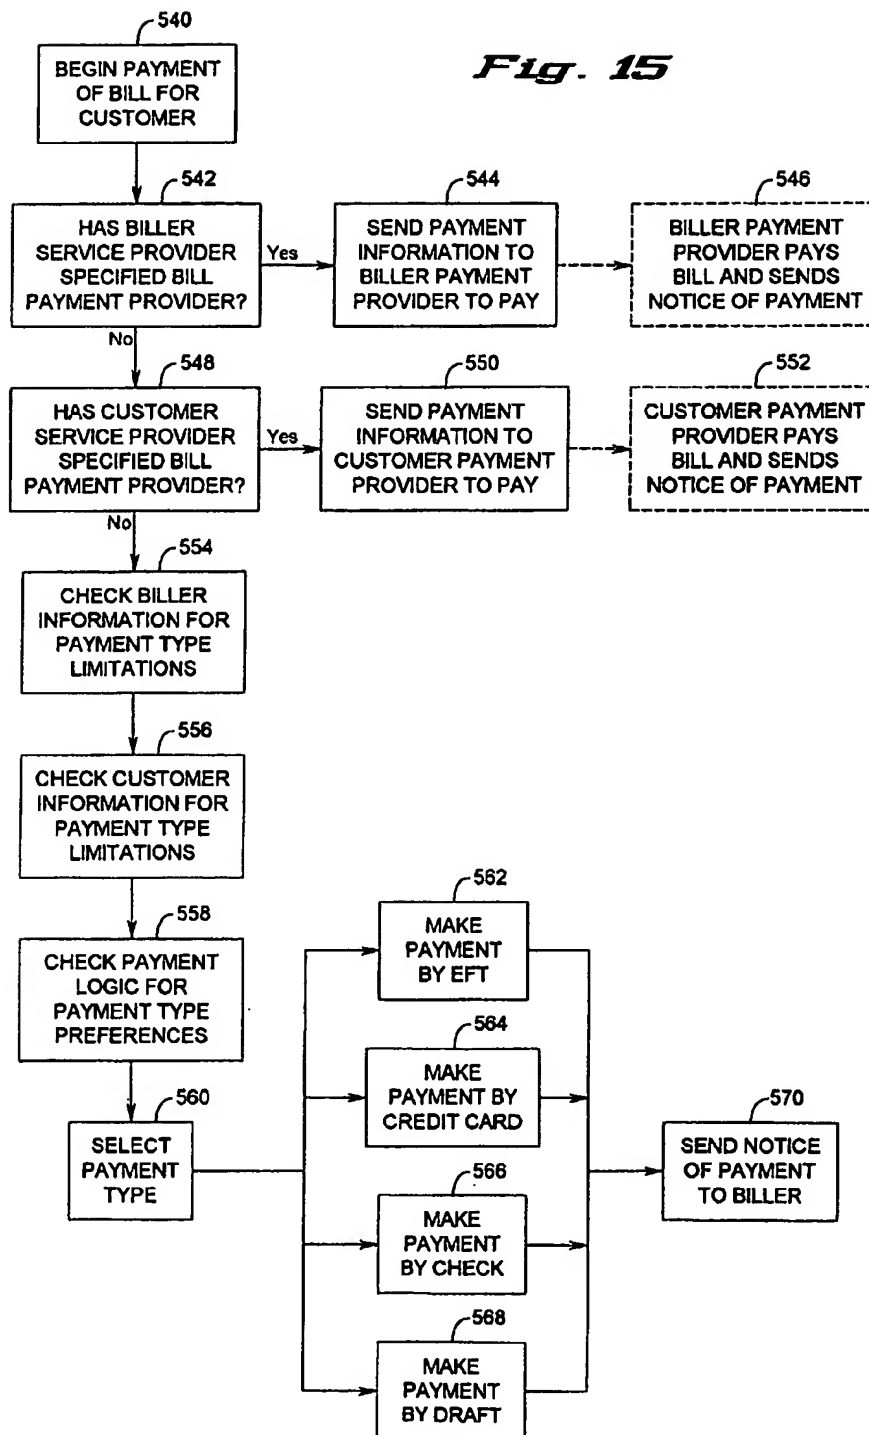 Fig. 15
540
BEGIN PAYMENT
OF BILL FOR
CUSTOMER
542
HAS BILLER
SERVICE PROVIDER
SPECIFIED BILL
PAYMENT PROVIDER?
Yes
No
544
SEND PAYMENT
INFORMATION TO
BILLER PAYMENT
PROVIDER TO PAY
546
BILLER PAYMENT
PROVIDER PAYS
BILL AND SENDS
NOTICE OF PAYMENT
548
HAS CUSTOMER
SERVICE PROVIDER
SPECIFIED BILL
PAYMENT PROVIDER?
Yes
No
550
SEND PAYMENT
INFORMATION TO
CUSTOMER PAYMENT
PROVIDER TO PAY
552
CUSTOMER PAYMENT
PROVIDER PAYS
BILL AND SENDS
NOTICE OF PAYMENT
554
CHECK BILLER
INFORMATION FOR
PAYMENT TYPE
LIMITATIONS
556
CHECK CUSTOMER
INFORMATION FOR
PAYMENT TYPE
LIMITATIONS
558
CHECK PAYMENT
LOGIC FOR
PAYMENT TYPE
PREFERENCES
560
SELECT
PAYMENT
TYPE
562
MAKE
PAYMENT
BY EFT
564
MAKE
PAYMENT BY
CREDIT CARD
566
MAKE
PAYMENT
BY CHECK
568
MAKE
PAYMENT
BY DRAFT
570
SEND NOTICE
OF PAYMENT
TO BILLER